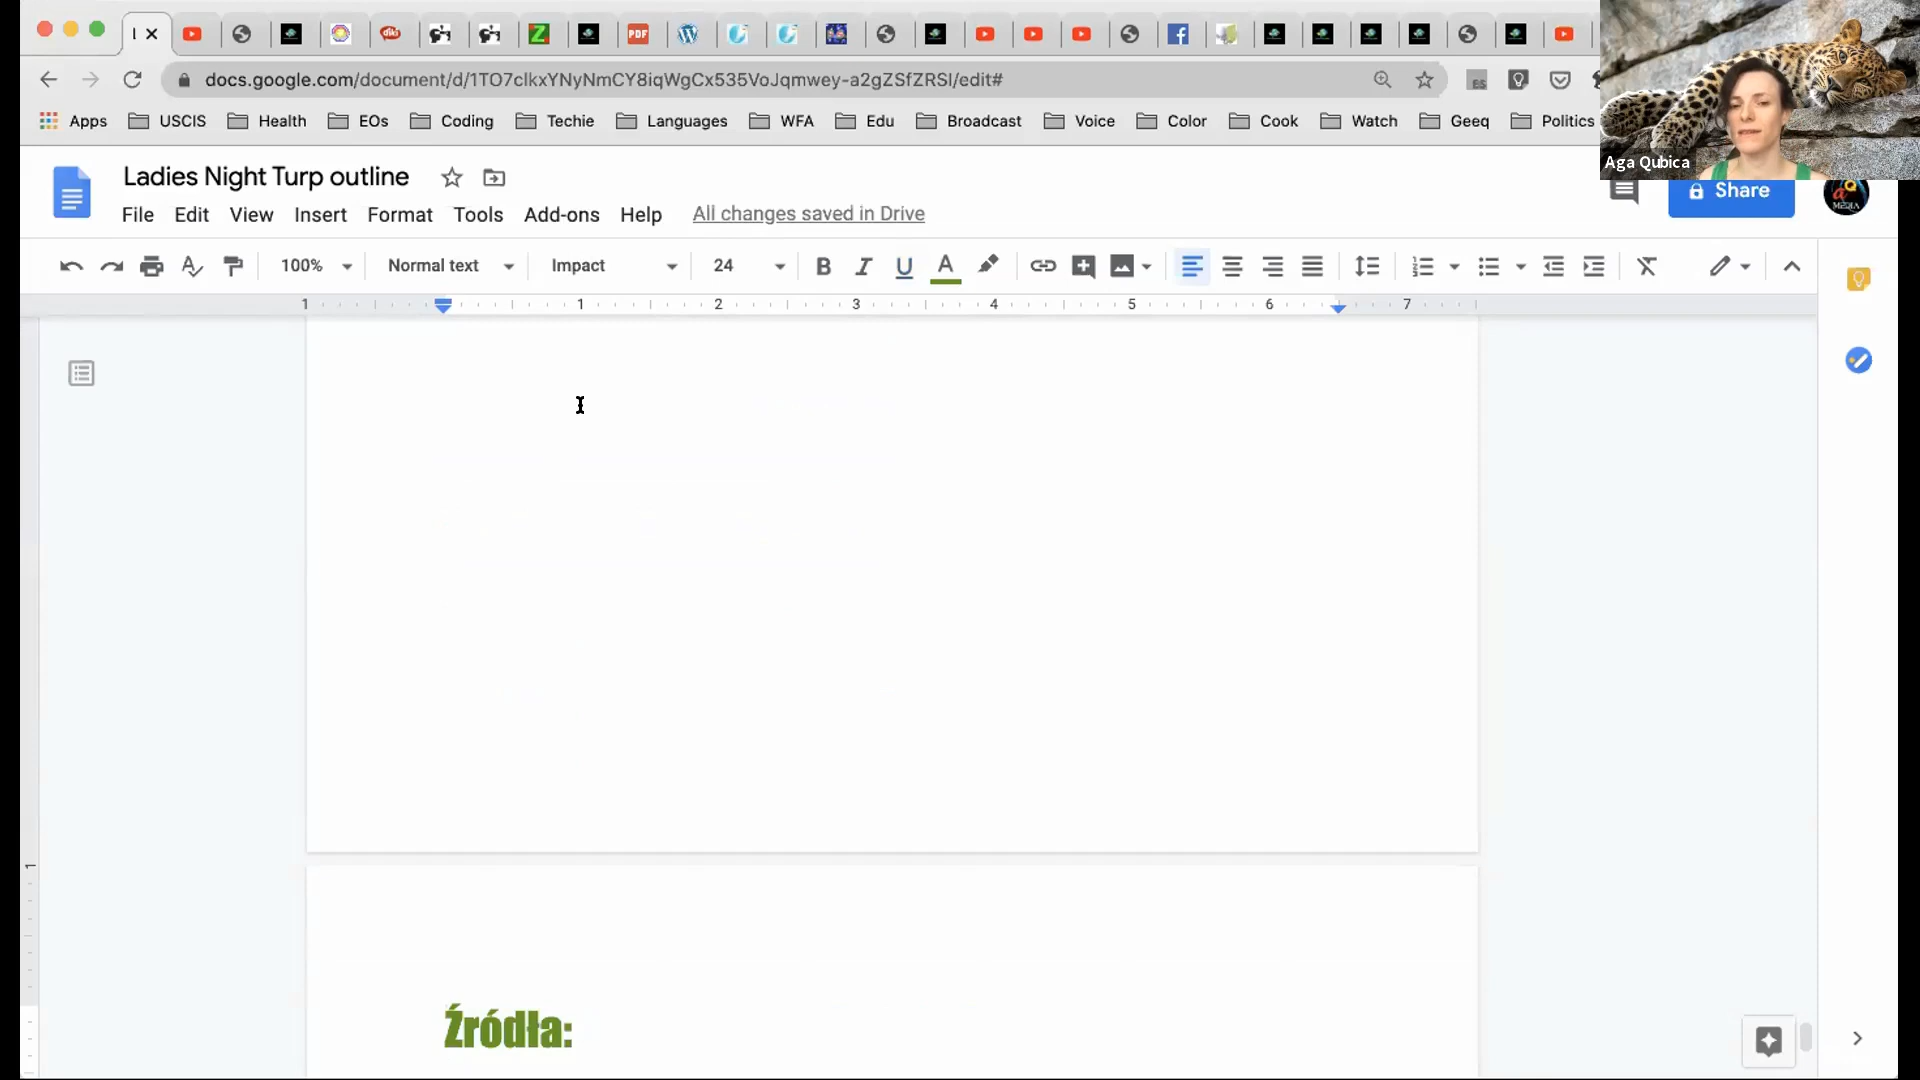 PDF
docs.google.com/document/d/1TO7clkxYNyNmCY8iqWgCx535VoJqmwey-a2gZSfZRSI/edit#
ES
Apps USCIS Health EOs Coding Techie Languages WFA Edu Broadcast Voice Color Cook Watch Geeq Politics
Aga Qubica
Ladies Night Turp outline
Share
File Edit View Insert Format Tools Add-ons Help All changes saved in Drive
100% Normal text Impact 24 B I U A
1 1 2 3 4 5 6 7
1
Źródła: